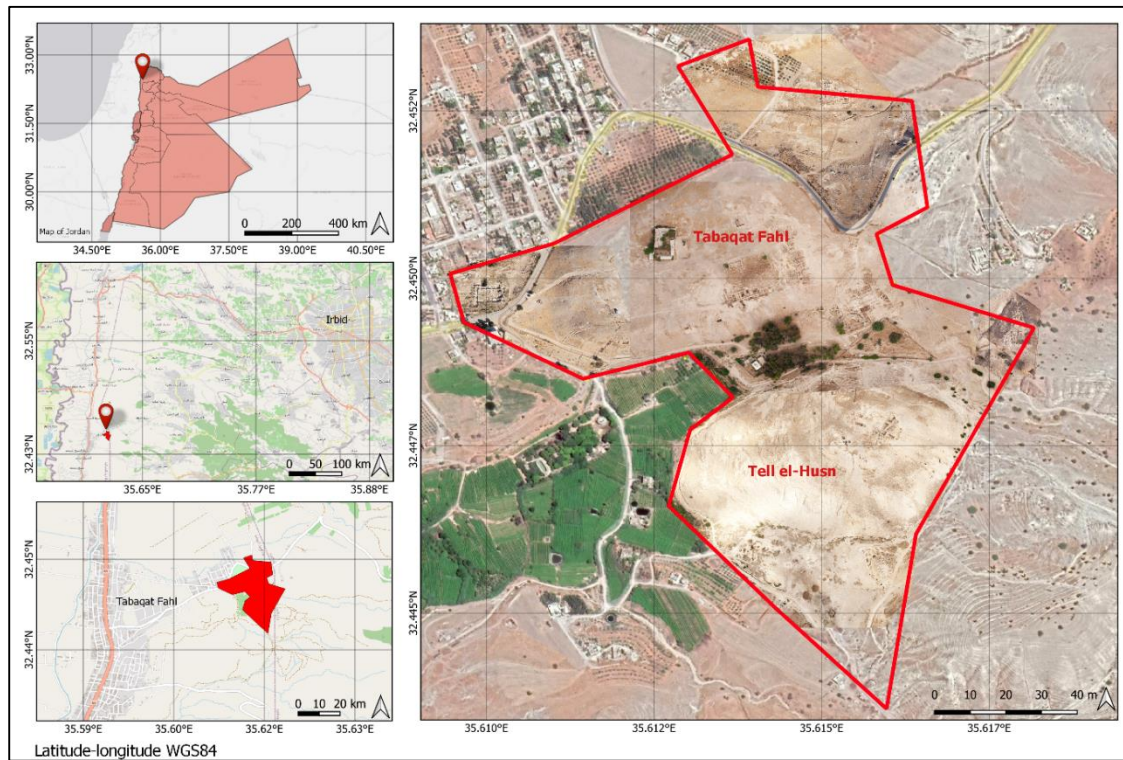 33.00°N
31.50°N
30.00°N
Map of Jordan
0 200 400 km
34.50°E 36.00°E 37.50°E 39.00°E 40.50°E
32.55°N
32.43°N
Irbid
0 50 100 km
35.65°E 35.77°E 35.88°E
32.45°N
32.44°N
Tabaqat Fahl
0 10 20 km
35.59°E 35.60°E 35.62°E 35.63°E
Latitude-longitude WGS84
32.452°N
32.450°N
32.447°N
32.445°N
Tabaqat Fahl
Tell el-Husn
0 10 20 30 40 m
35.610°E 35.612°E 35.615°E 35.617°E